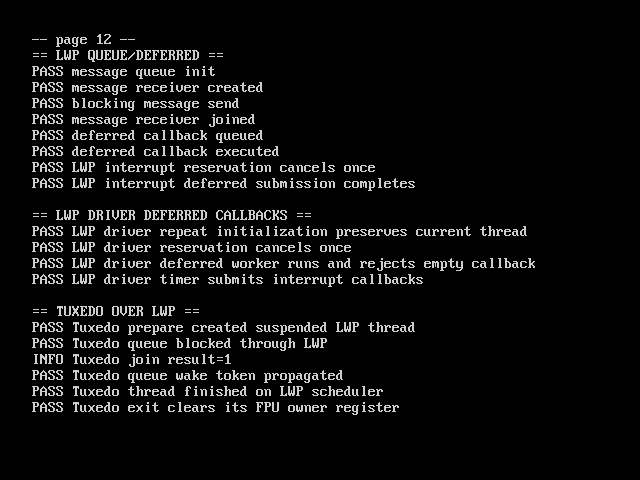 -- page 12 --
== LWP QUEUE/DEFERRED ==
PASS message queue init
PASS message receiver created
PASS blocking message send
PASS message receiver joined
PASS deferred callback queued
PASS deferred callback executed
PASS LWP interrupt reservation cancels once
PASS LWP interrupt deferred submission completes
== LWP DRIVER DEFERRED CALLBACKS ==
PASS LWP driver repeat initialization preserves current thread
PASS LWP driver reservation cancels once
PASS LWP driver deferred worker runs and rejects empty callback
PASS LWP driver timer submits interrupt callbacks
== TUXEDO OVER LWP ==
PASS Tuxedo prepare created suspended LWP thread
PASS Tuxedo queue blocked through LWP
INFO Tuxedo join result=1
PASS Tuxedo queue wake token propagated
PASS Tuxedo thread finished on LWP scheduler
PASS Tuxedo exit clears its FPU owner register